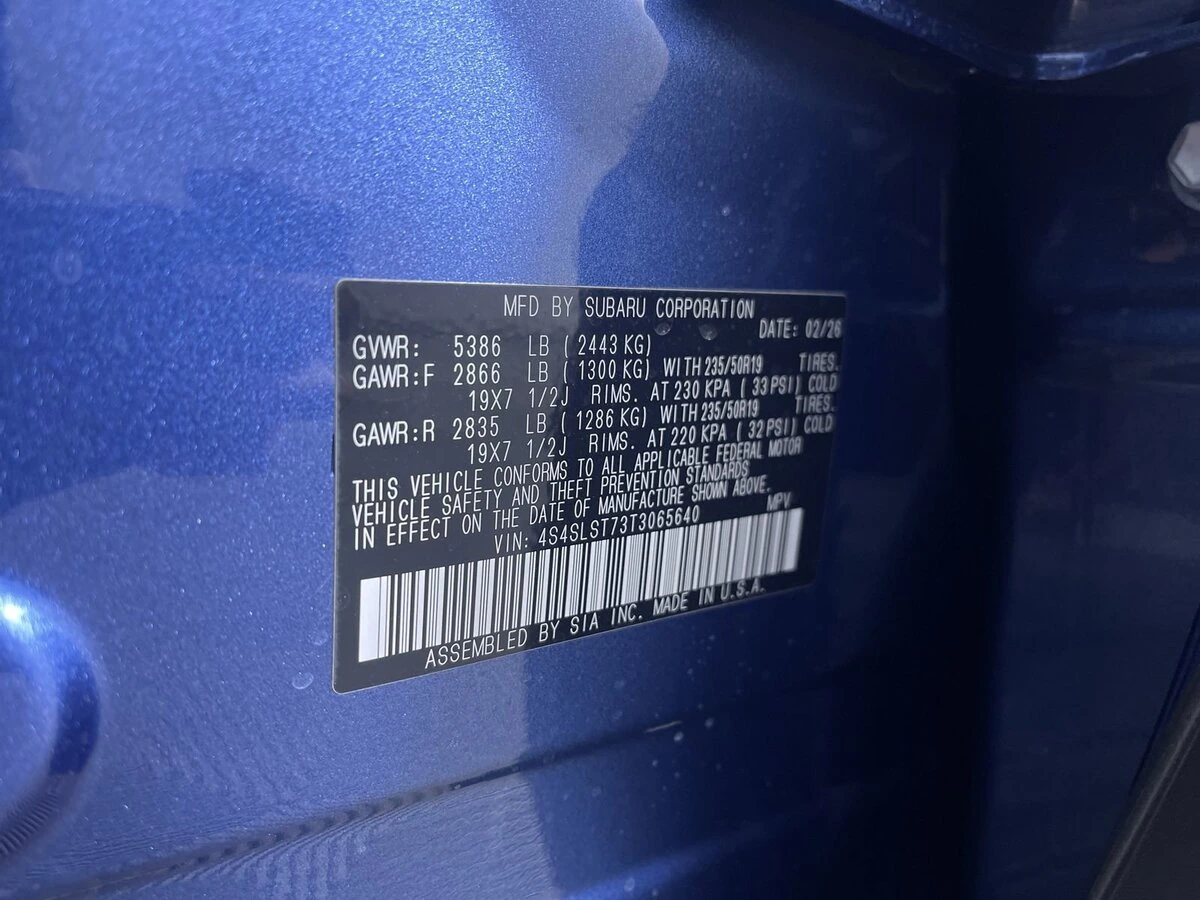 MFD BY SUBARU CORPORATION
DATE: 02/26
GVWR: 5386 LB ( 2443 KG)
GAWR:F 2866 LB ( 1300 KG) WITH 235/50R19 TIRES.
19X7 1/2J RIMS. AT 230 KPA ( 33 PSI) COLD
GAWR:R 2835 LB ( 1286 KG) WITH 235/50R19 TIRES.
19X7 1/2J RIMS. AT 220 KPA ( 32 PSI) COLD
THIS VEHICLE CONFORMS TO ALL APPLICABLE FEDERAL MOTOR
VEHICLE SAFETY AND THEFT PREVENTION STANDARDS
IN EFFECT ON THE DATE OF MANUFACTURE SHOWN ABOVE.
VIN: 4S4SLST73T3065640 MPV
ASSEMBLED BY SIA INC. MADE IN U.S.A.